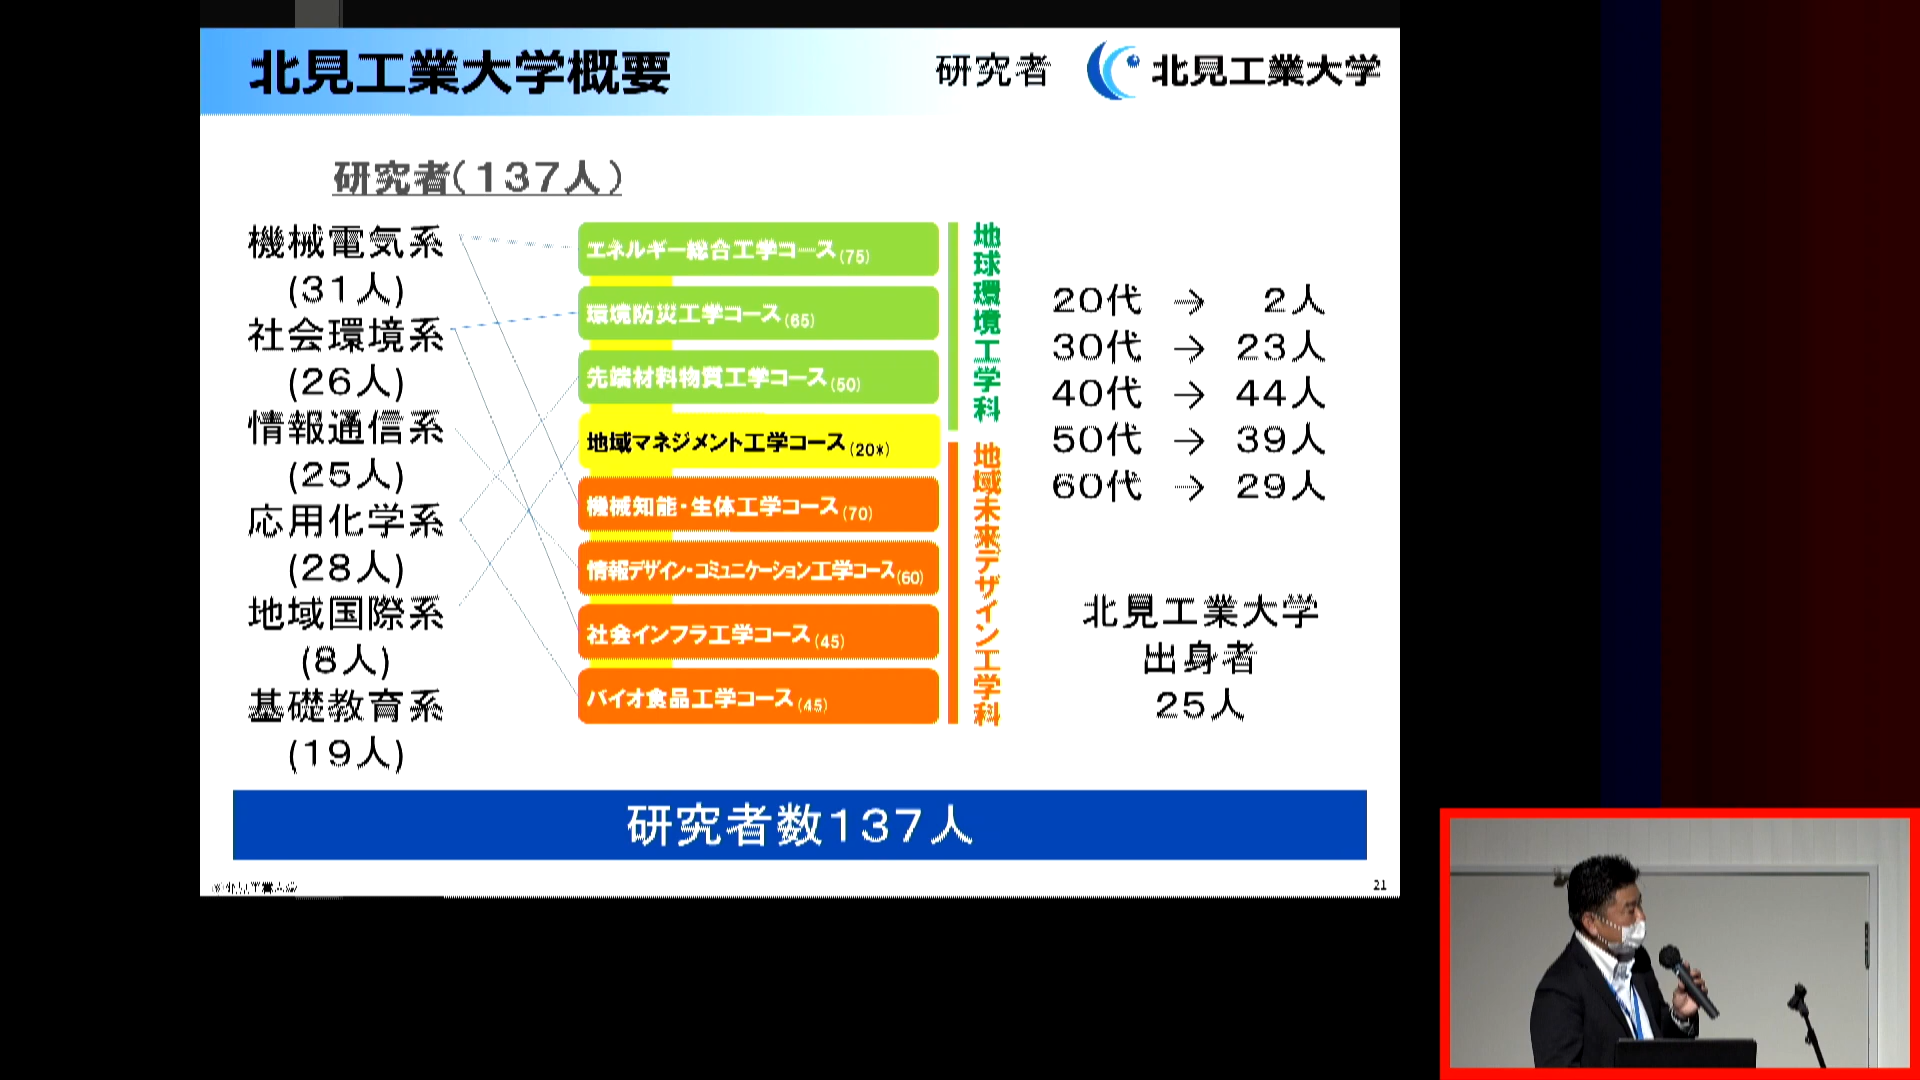 北見工業大学概要
研究者
北見工業大学
研究者(137人)
機械電気系
(31人)
社会環境系
(26人)
情報通信系
(25人)
応用化学系
(28人)
地域国際系
(8人)
基礎教育系
(19人)
エネルギー総合工学コース(75)
環境防災工学コース(65)
先端材料物質工学コース(50)
地域マネジメント工学コース(20*)
機械知能・生体工学コース(70)
情報デザイン・コミュニケーション工学コース(60)
社会インフラ工学コース(45)
バイオ食品工学コース(45)
地球環境工学科
地域未来デザイン工学科
20代 → 2人
30代 → 23人
40代 → 44人
50代 → 39人
60代 → 29人
北見工業大学
出身者
25人
研究者数137人
©北見工業大学
21